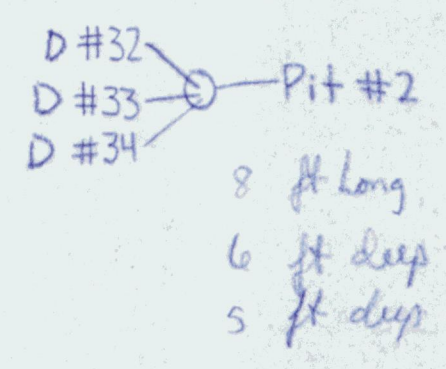 D #32
D #33 Pit #2
D #34
8 ft Long
6 ft deep
5 ft deep